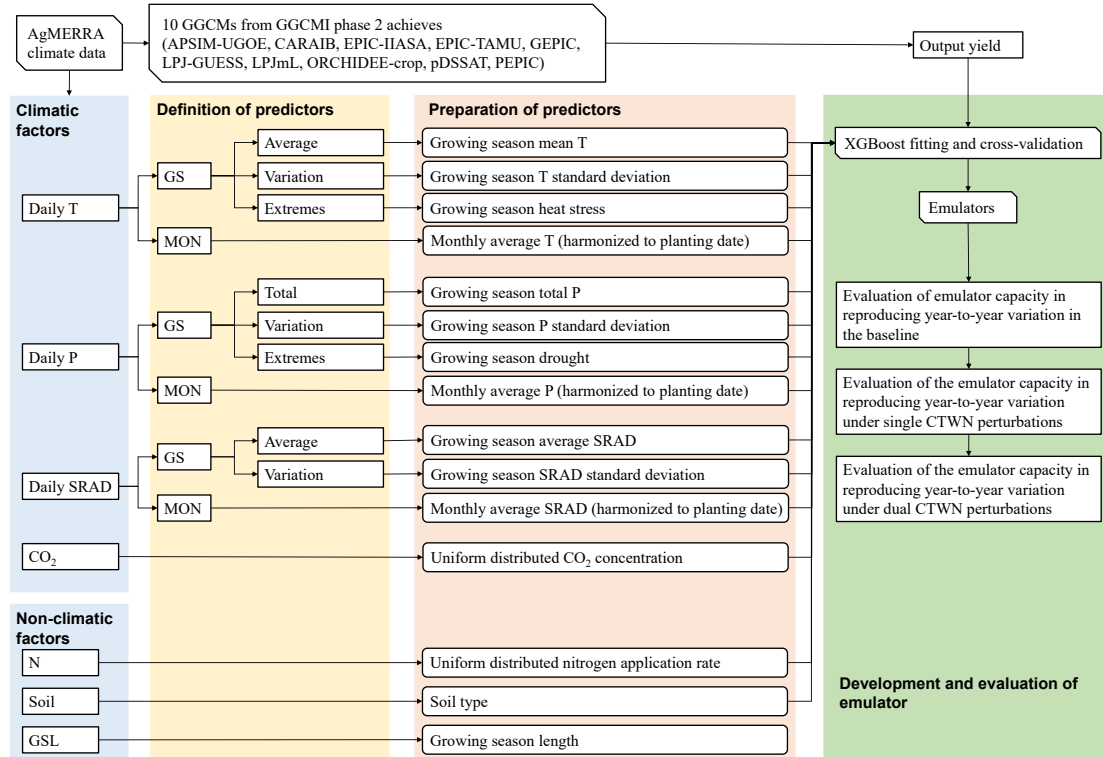 AgMERRA
climate data
10 GGCMs from GGCMI phase 2 achieves
(APSIM-UGOE, CARAIB, EPIC-IIASA, EPIC-TAMU, GEPIC,
LPJ-GUESS, LPJmL, ORCHIDEE-crop, pDSSAT, PEPIC)
Output yield
Climatic
factors
Definition of predictors
Preparation of predictors
Daily T
GS
Average
Growing season mean T
Variation
Growing season T standard deviation
Extremes
Growing season heat stress
MON
Monthly average T (harmonized to planting date)
Daily P
GS
Total
Growing season total P
Variation
Growing season P standard deviation
Extremes
Growing season drought
MON
Monthly average P (harmonized to planting date)
Daily SRAD
GS
Average
Growing season average SRAD
Variation
Growing season SRAD standard deviation
MON
Monthly average SRAD (harmonized to planting date)
CO₂
Uniform distributed CO₂ concentration
Non-climatic
factors
N
Uniform distributed nitrogen application rate
Soil
Soil type
GSL
Growing season length
XGBoost fitting and cross-validation
Emulators
Evaluation of emulator capacity in
reproducing year-to-year variation in
the baseline
Evaluation of the emulator capacity in
reproducing year-to-year variation
under single CTWN perturbations
Evaluation of the emulator capacity in
reproducing year-to-year variation
under dual CTWN perturbations
Development and evaluation of
emulator